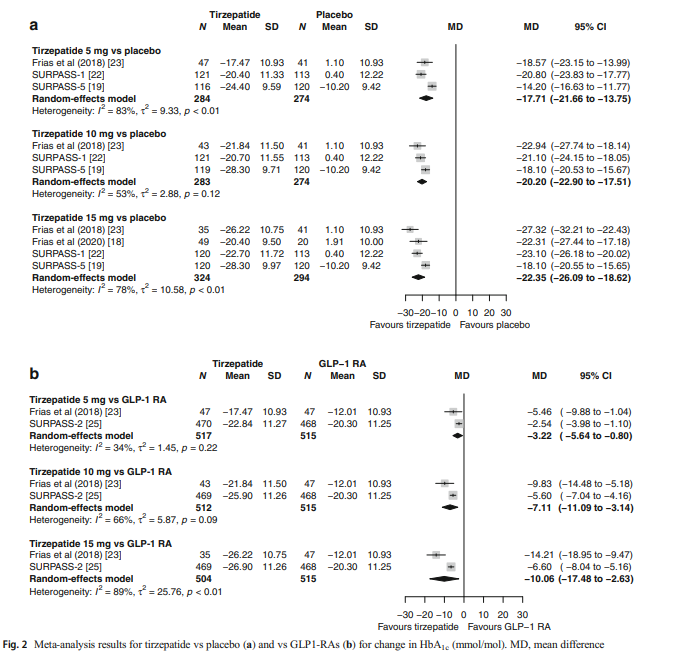 a
Tirzepatide Placebo
N Mean SD N Mean SD MD MD 95% CI
Tirzepatide 5 mg vs placebo
Frias et al (2018) [23] 47 −17.47 10.93 41 1.10 10.93 −18.57 (−23.15 to −13.99)
SURPASS-1 [22] 121 −20.40 11.33 113 0.40 12.22 −20.80 (−23.83 to −17.77)
SURPASS-5 [19] 116 −24.40 9.59 120 −10.20 9.42 −14.20 (−16.63 to −11.77)
Random-effects model 284 274 −17.71 (−21.66 to −13.75)
Heterogeneity: I² = 83%, τ² = 9.33, p < 0.01
Tirzepatide 10 mg vs placebo
Frias et al (2018) [23] 43 −21.84 11.50 41 1.10 10.93 −22.94 (−27.74 to −18.14)
SURPASS-1 [22] 121 −20.70 11.55 113 0.40 12.22 −21.10 (−24.15 to −18.05)
SURPASS-5 [19] 119 −28.30 9.71 120 −10.20 9.42 −18.10 (−20.53 to −15.67)
Random-effects model 283 274 −20.20 (−22.90 to −17.51)
Heterogeneity: I² = 53%, τ² = 2.88, p = 0.12
Tirzepatide 15 mg vs placebo
Frias et al (2018) [23] 35 −26.22 10.75 41 1.10 10.93 −27.32 (−32.21 to −22.43)
Frias et al (2020) [18] 49 −20.40 9.50 20 1.91 10.00 −22.31 (−27.44 to −17.18)
SURPASS-1 [22] 120 −22.70 11.72 113 0.40 12.22 −23.10 (−26.18 to −20.02)
SURPASS-5 [19] 120 −28.30 9.97 120 −10.20 9.42 −18.10 (−20.55 to −15.65)
Random-effects model 324 294 −22.35 (−26.09 to −18.62)
Heterogeneity: I² = 78%, τ² = 10.58, p < 0.01
−30 −20 −10 0 10 20 30
Favours tirzepatide Favours placebo
b
Tirzepatide GLP−1 RA
N Mean SD N Mean SD MD MD 95% CI
Tirzepatide 5 mg vs GLP-1 RA
Frias et al (2018) [23] 47 −17.47 10.93 47 −12.01 10.93 −5.46 (−9.88 to −1.04)
SURPASS-2 [25] 470 −22.84 11.27 468 −20.30 11.25 −2.54 (−3.98 to −1.10)
Random-effects model 517 515 −3.22 (−5.64 to −0.80)
Heterogeneity: I² = 34%, τ² = 1.45, p = 0.22
Tirzepatide 10 mg vs GLP-1 RA
Frias et al (2018) [23] 43 −21.84 11.50 47 −12.01 10.93 −9.83 (−14.48 to −5.18)
SURPASS-2 [25] 469 −25.90 11.26 468 −20.30 11.25 −5.60 (−7.04 to −4.16)
Random-effects model 512 515 −7.11 (−11.09 to −3.14)
Heterogeneity: I² = 66%, τ² = 5.87, p = 0.09
Tirzepatide 15 mg vs GLP-1 RA
Frias et al (2018) [23] 35 −26.22 10.75 47 −12.01 10.93 −14.21 (−18.95 to −9.47)
SURPASS-2 [25] 469 −26.90 11.26 468 −20.30 11.25 −6.60 (−8.04 to −5.16)
Random-effects model 504 515 −10.06 (−17.48 to −2.63)
Heterogeneity: I² = 89%, τ² = 25.76, p < 0.01
−30 −20 −10 0 10 20 30
Favours tirzepatide Favours GLP-1 RA
Fig. 2 Meta-analysis results for tirzepatide vs placebo (a) and vs GLP1-RAs (b) for change in HbA₁c (mmol/mol). MD, mean difference